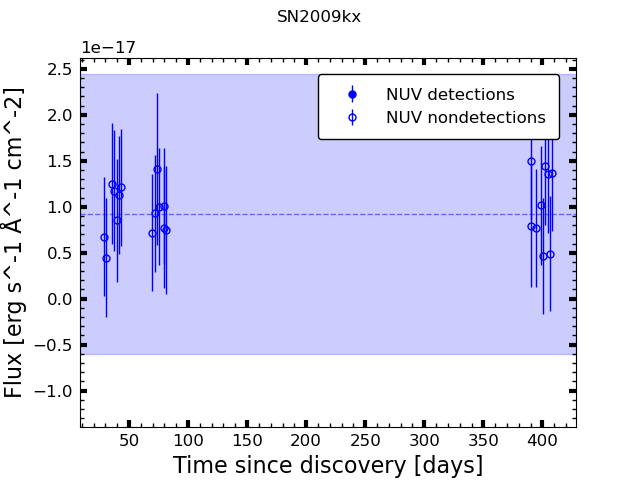 SN2009kx
1e−17
2.5
2.0
1.5
1.0
0.5
0.0
−0.5
−1.0
Flux [erg s^-1 Å^-1 cm^-2]
NUV detections
NUV nondetections
50 100 150 200 250 300 350 400
Time since discovery [days]